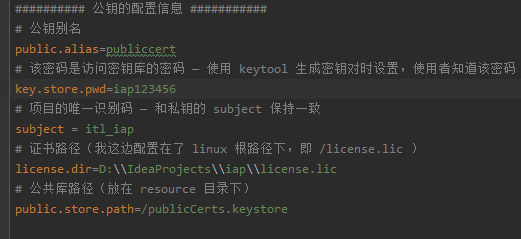 ########## 公钥的配置信息 ###########
# 公钥别名
public.alias=publiccert
# 该密码是访问密钥库的密码 — 使用 keytool 生成密钥对时设置，使用者知道该密码
key.store.pwd=iap123456
# 项目的唯一识别码 — 和私钥的 subject 保持一致
subject = itl_iap
# 证书路径（我这边配置在了 linux 根路径下，即 /license.lic ）
license.dir=D:\\IdeaProjects\\iap\\license.lic
# 公共库路径（放在 resource 目录下）
public.store.path=/publicCerts.keystore